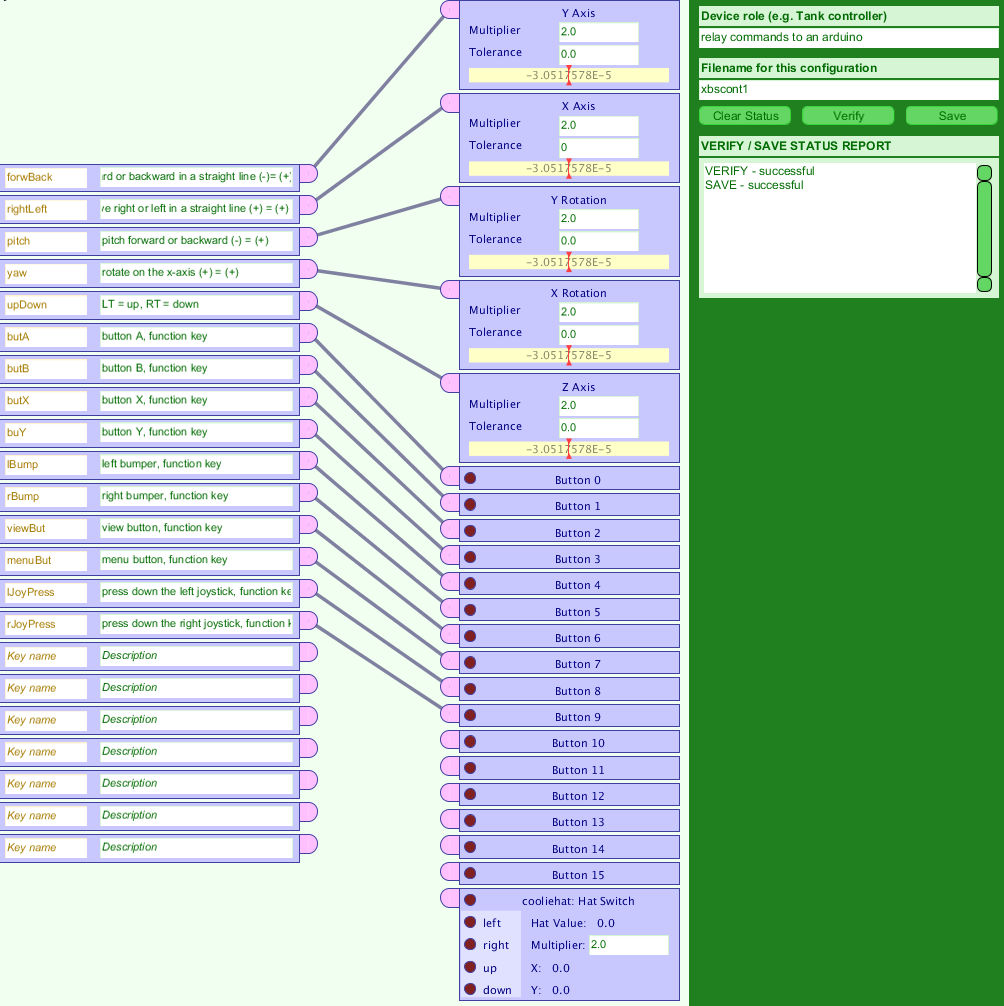 forwBack
rd or backward in a straight line (-)= (+)
rightLeft
ve right or left in a straight line (+) = (+)
pitch
pitch forward or backward (-) = (+)
yaw
rotate on the x-axis (+) = (+)
upDown
LT = up, RT = down
butA
button A, function key
butB
button B, function key
butX
button X, function key
buY
button Y, function key
lBump
left bumper, function key
rBump
right bumper, function key
viewBut
view button, function key
menuBut
menu button, function key
lJoyPress
press down the left joystick, function ke
rJoyPress
press down the right joystick, function k
Key name
Description
Key name
Description
Key name
Description
Key name
Description
Key name
Description
Key name
Description
Key name
Description
Y Axis
Multiplier
2.0
Tolerance
0.0
-3.0517578E-5
X Axis
Multiplier
2.0
Tolerance
0
-3.0517578E-5
Y Rotation
Multiplier
2.0
Tolerance
0.0
-3.0517578E-5
X Rotation
Multiplier
2.0
Tolerance
0.0
-3.0517578E-5
Z Axis
Multiplier
2.0
Tolerance
0.0
-3.0517578E-5
Button 0
Button 1
Button 2
Button 3
Button 4
Button 5
Button 6
Button 7
Button 8
Button 9
Button 10
Button 11
Button 12
Button 13
Button 14
Button 15
cooliehat: Hat Switch
left
Hat Value: 0.0
right
Multiplier: 2.0
up
X: 0.0
down
Y: 0.0
Device role (e.g. Tank controller)
relay commands to an arduino
Filename for this configuration
xbscont1
Clear Status
Verify
Save
VERIFY / SAVE STATUS REPORT
VERIFY - successful
SAVE - successful